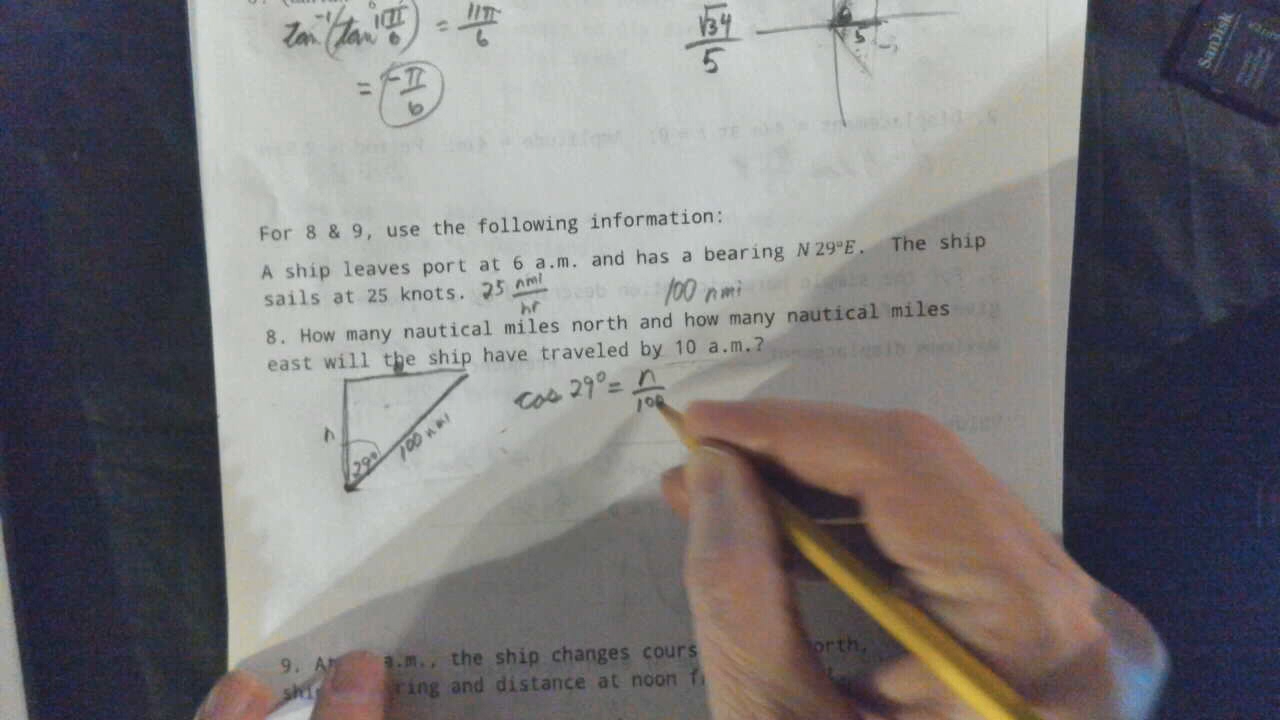 tan⁻¹(tan 11π/6) = 11π/6
= -π/6
√34/5
5
SanDisk
For 8 & 9, use the following information:
A ship leaves port at 6 a.m. and has a bearing N 29°E. The ship
sails at 25 knots. 25 nmi/hr 100 nmi
8. How many nautical miles north and how many nautical miles
east will the ship have traveled by 10 a.m.?
cos 29° = n/100
n
29°
100 nmi
9. a.m., the ship changes
ring and distance at noon